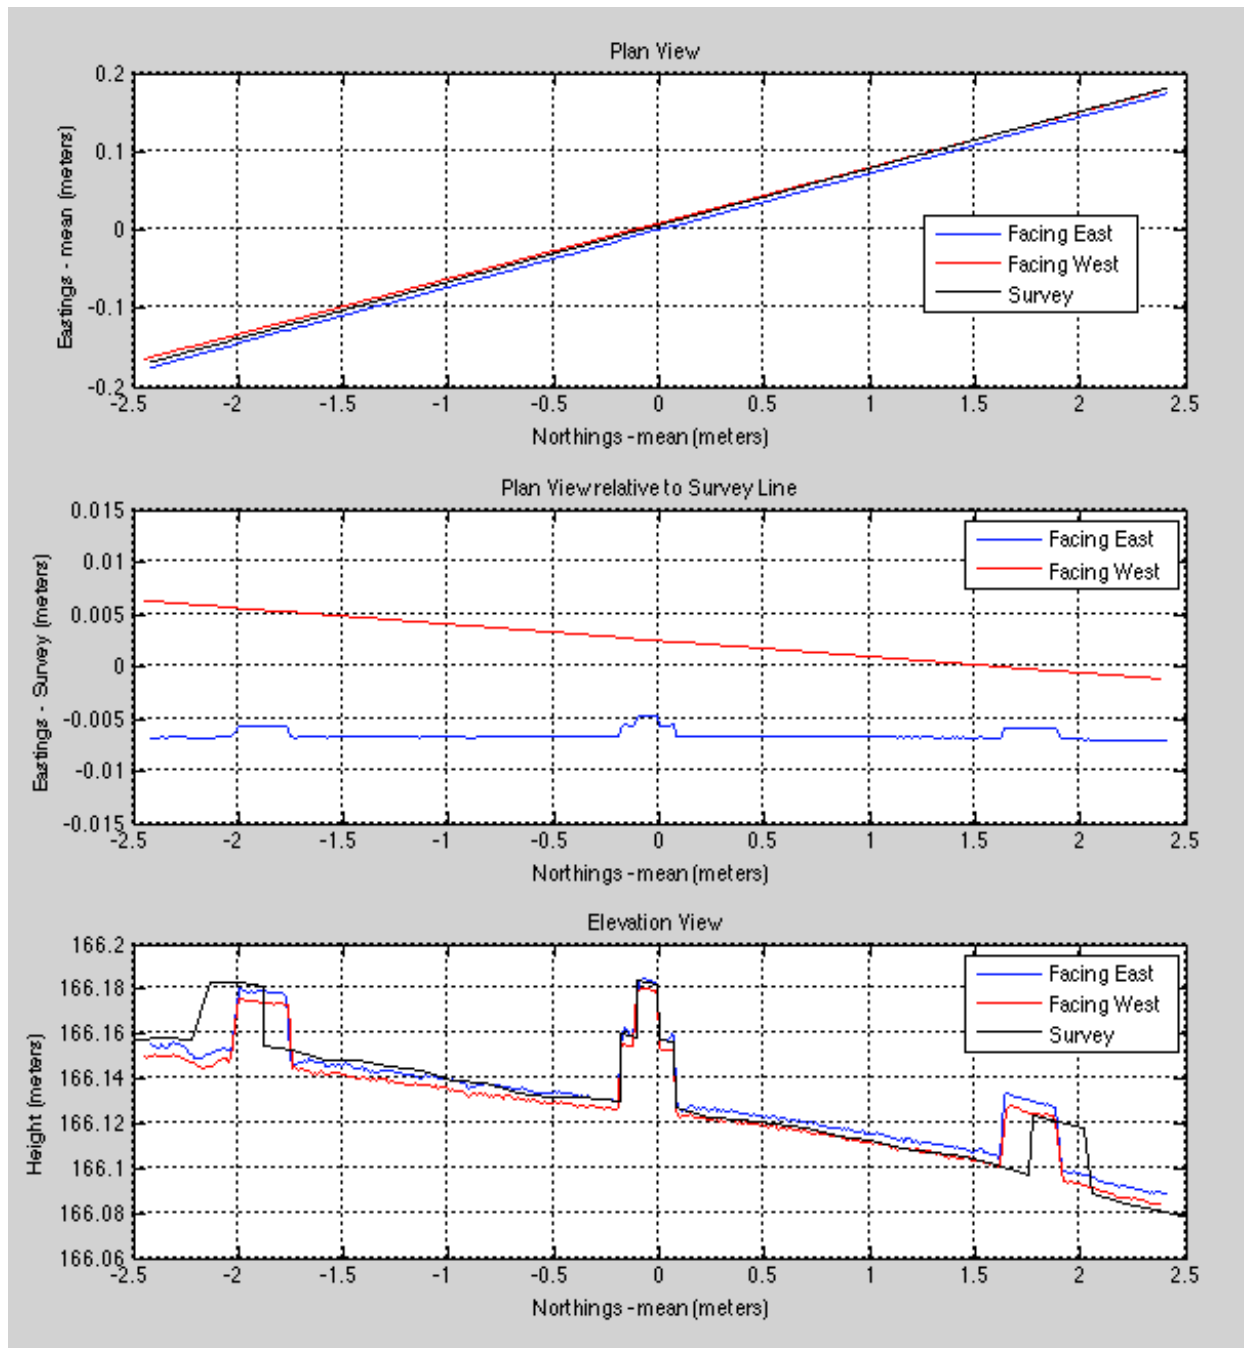 Plan View
0.2
0.1
0
-0.1
-0.2
Eastings - mean (meters)
-2.5 -2 -1.5 -1 -0.5 0 0.5 1 1.5 2 2.5
Northings - mean (meters)
Facing East
Facing West
Survey
Plan View relative to Survey Line
0.015
0.01
0.005
0
-0.005
-0.01
-0.015
Eastings - Survey (meters)
-2.5 -2 -1.5 -1 -0.5 0 0.5 1 1.5 2 2.5
Northings - mean (meters)
Facing East
Facing West
Elevation View
166.2
166.18
166.16
166.14
166.12
166.1
166.08
166.06
Height (meters)
-2.5 -2 -1.5 -1 -0.5 0 0.5 1 1.5 2 2.5
Northings - mean (meters)
Facing East
Facing West
Survey